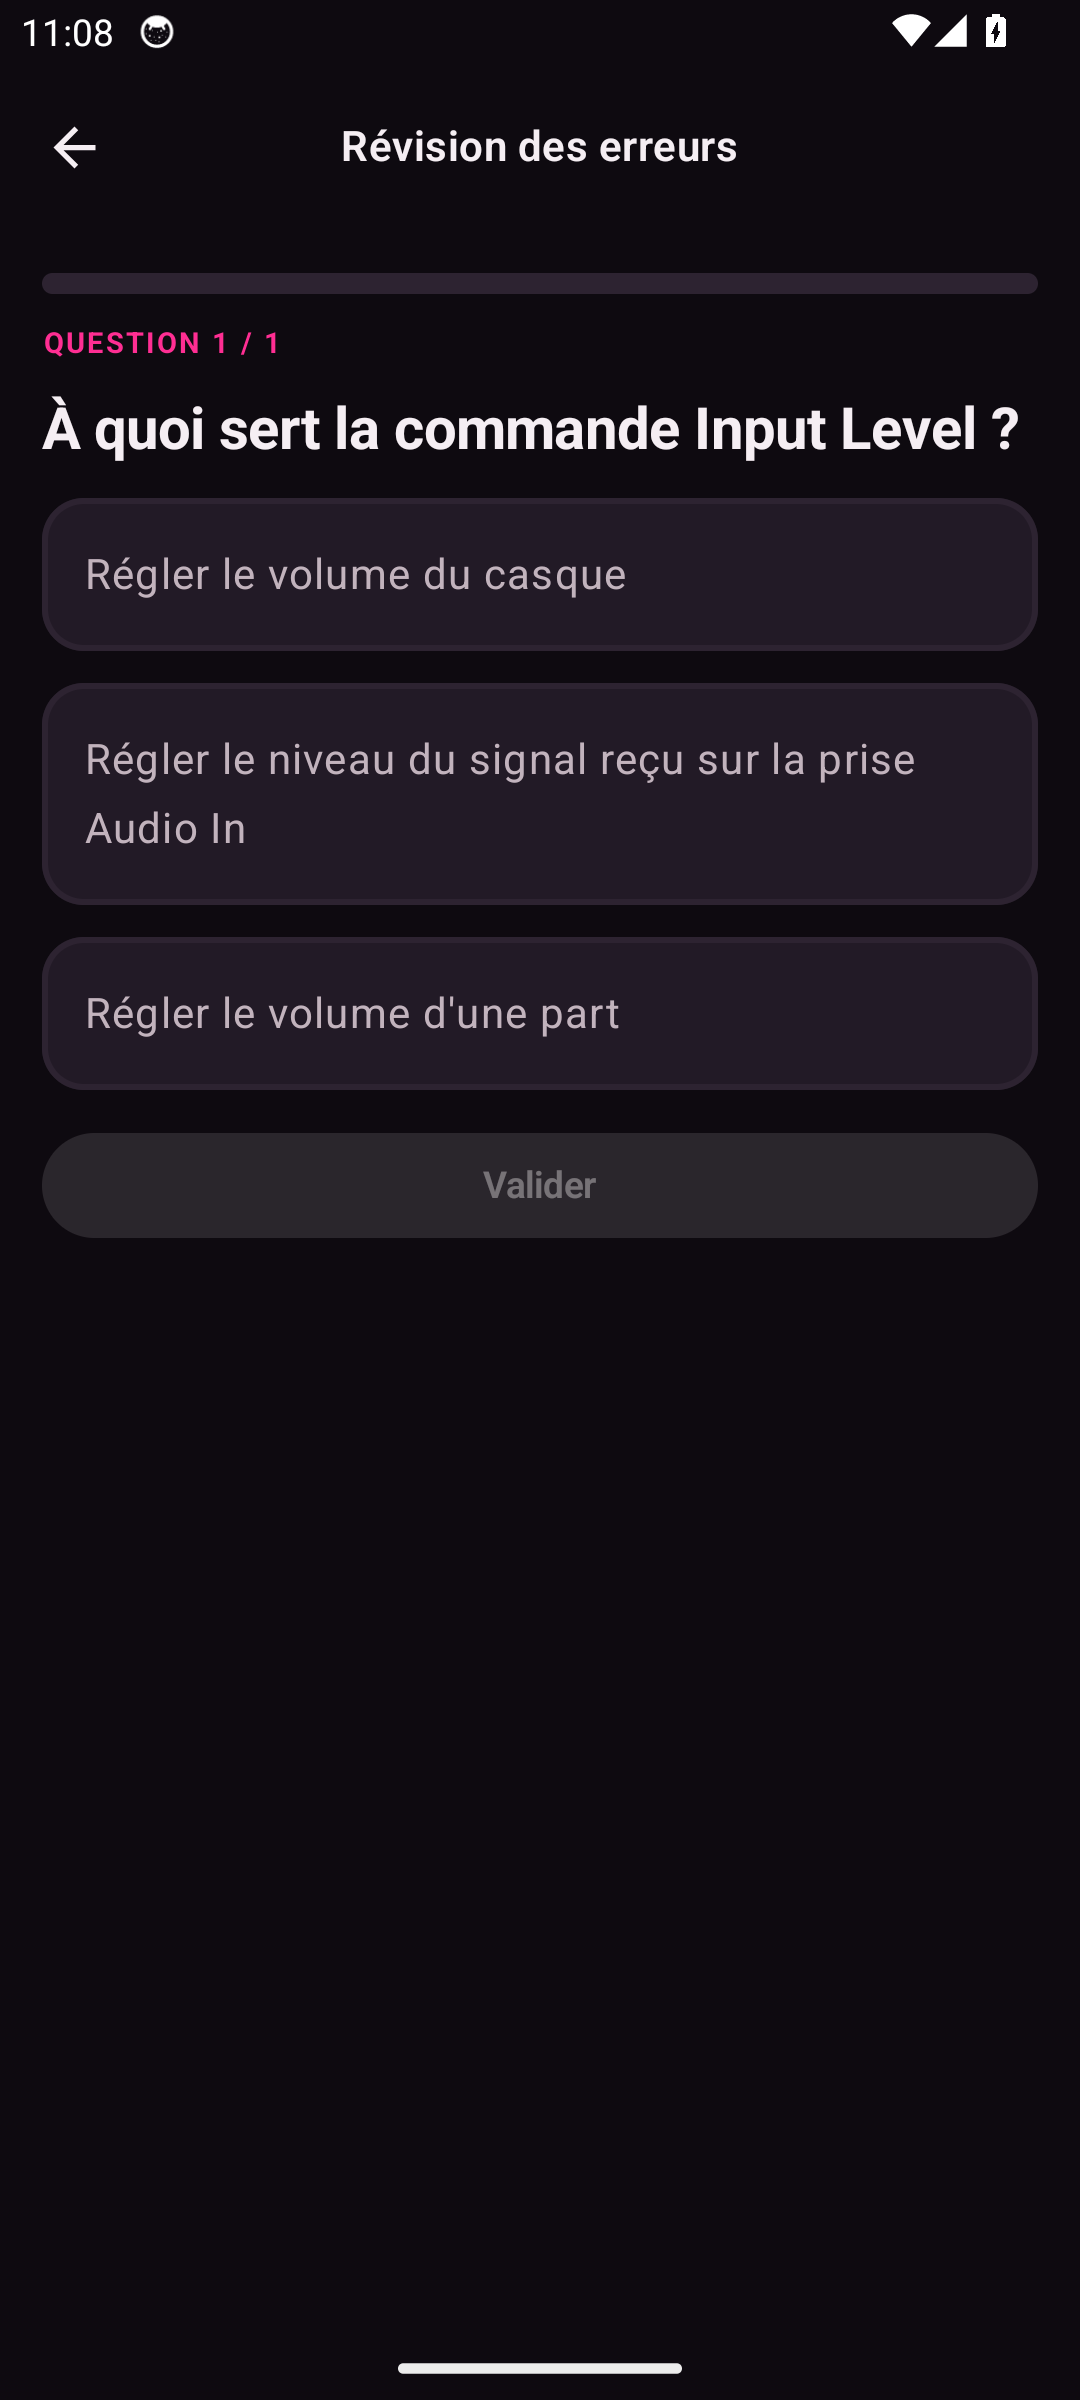 11:08
Révision des erreurs
QUESTION 1 / 1
À quoi sert la commande Input Level ?
Régler le volume du casque
Régler le niveau du signal reçu sur la prise
Audio In
Régler le volume d'une part
Valider